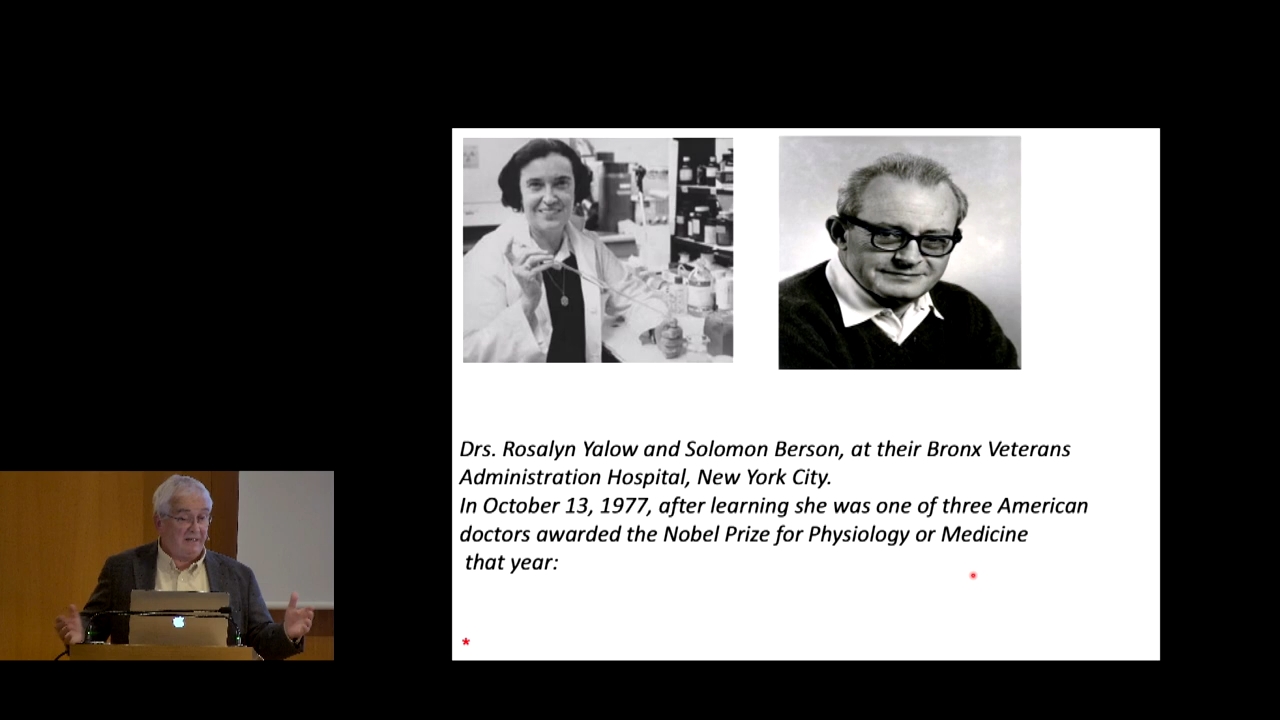 Drs. Rosalyn Yalow and Solomon Berson, at their Bronx Veterans
Administration Hospital, New York City.
In October 13, 1977, after learning she was one of three American
doctors awarded the Nobel Prize for Physiology or Medicine
that year:
*